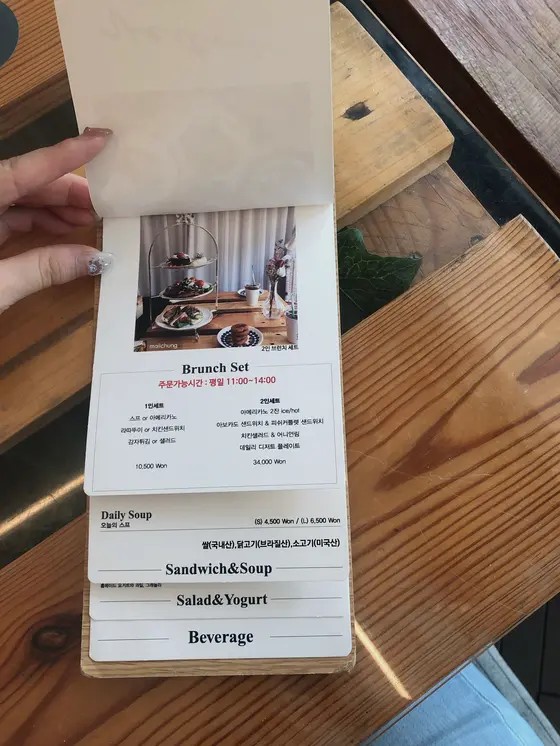 mailchung
2인 브런치 세트
Brunch Set
주문가능시간 : 평일 11:00~14:00
1인세트
스프 or 아메리카노
라따뚜이 or 치킨샌드위치
감자튀김 or 샐러드
10,500 Won
2인세트
아메리카노 2잔 ice/hot
아보카도 샌드위치 & 피쉬커틀렛 샌드위치
치킨샐러드 & 어니언링
데일리 디저트 플레이트
34,000 Won
Daily Soup
오늘의 스프
(S) 4,500 Won / (L) 6,500 Won
쌀(국내산),닭고기(브라질산),소고기(미국산)
Sandwich&Soup
Salad&Yogurt
Beverage